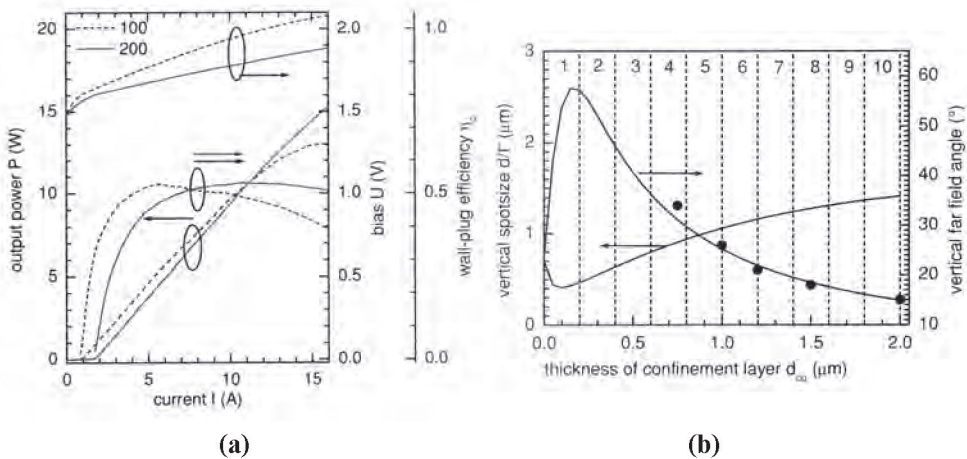 20
15
10
5
0
output power P (W)
100
200
0 5 10 15
current I (A)
2.0
1.5
1.0
0.5
0.0
bias U (V)
1.0
0.5
0.0
wall-plug efficiency
(a)
3
2
1
0
vertical spotsize d/Γ (μm)
1 2 3 4 5 6 7 8 9 10
60
50
40
30
20
10
vertical far field angle (°)
0.0 0.5 1.0 1.5 2.0
thickness of confinement layer d (μm)
(b)